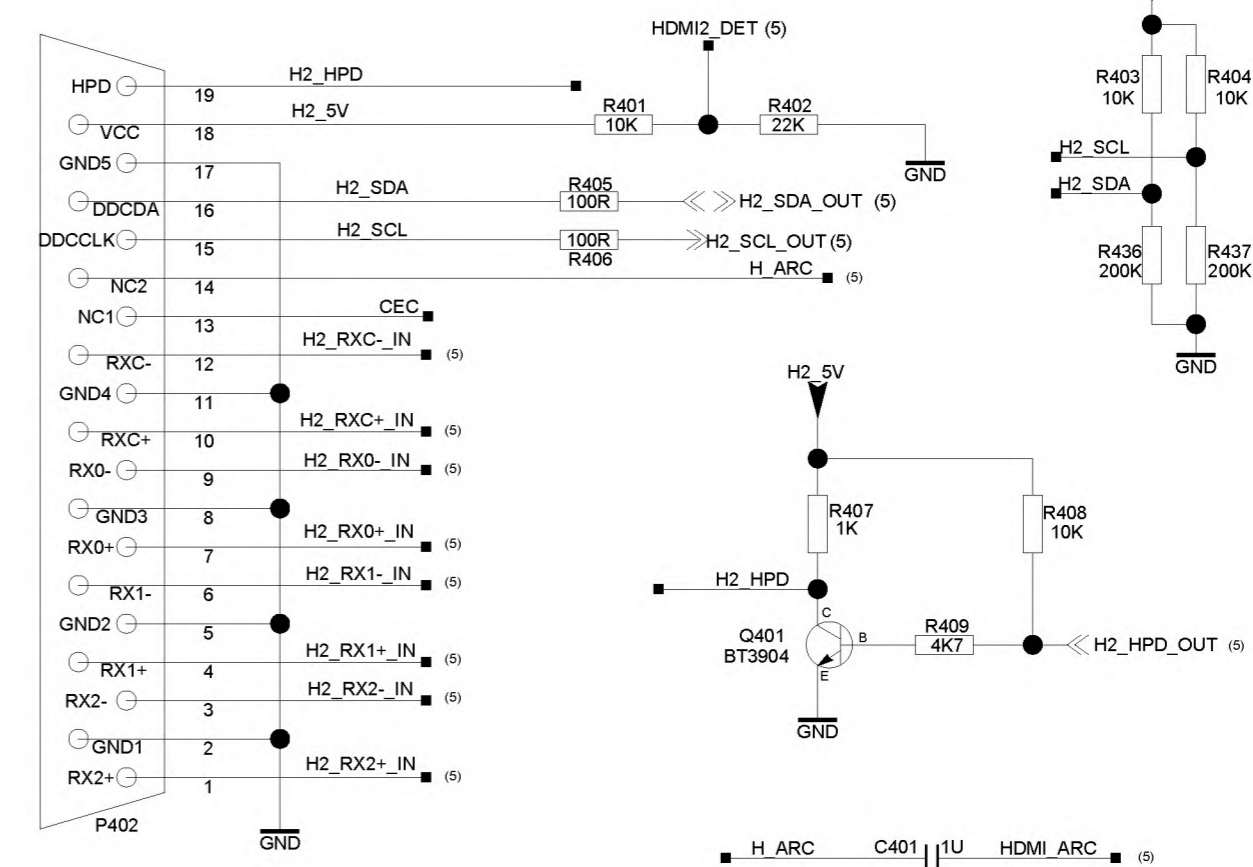 HDMI2_DET (5)
HPD 19 H2_HPD
VCC 18 H2_5V
R401 10K
R402 22K
GND
GND5 17
DDCDA 16 H2_SDA
R405 100R
H2_SDA_OUT (5)
DDCCLK 15 H2_SCL
100R R406
H2_SCL_OUT (5)
NC2 14 H_ARC (5)
NC1 13 CEC
RXC- 12 H2_RXC-_IN (5)
GND4 11
RXC+ 10 H2_RXC+_IN (5)
RX0- 9 H2_RX0-_IN (5)
GND3 8
RX0+ 7 H2_RX0+_IN (5)
RX1- 6 H2_RX1-_IN (5)
GND2 5
RX1+ 4 H2_RX1+_IN (5)
RX2- 3 H2_RX2-_IN (5)
GND1 2
RX2+ 1 H2_RX2+_IN (5)
P402
GND
R403 10K
R404 10K
H2_SCL
H2_SDA
R436 200K
R437 200K
GND
H2_5V
R407 1K
R408 10K
H2_HPD
Q401 BT3904
C
B
E
R409 4K7
H2_HPD_OUT (5)
GND
H_ARC C401 1U HDMI_ARC (5)